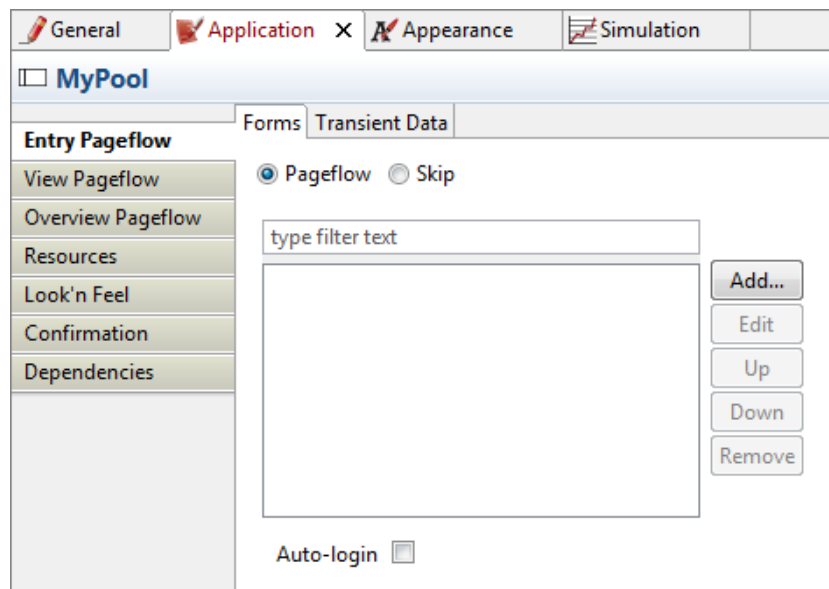 General Application Appearance Simulation
MyPool
Forms Transient Data
Entry Pageflow
View Pageflow
Overview Pageflow
Resources
Look'n Feel
Confirmation
Dependencies
Pageflow Skip
type filter text
Add...
Edit
Up
Down
Remove
Auto-login